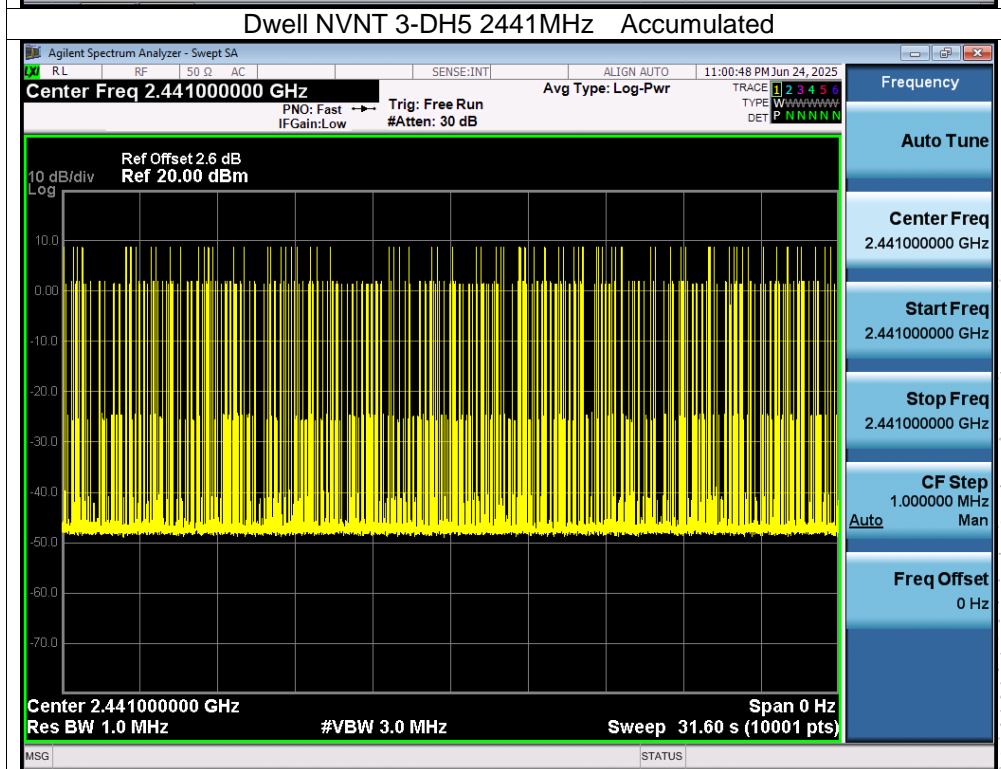 Dwell NVNT 3-DH5 2441MHz Accumulated
Agilent Spectrum Analyzer - Swept SA
LXI RL RF 50 Ω AC SENSE:INT ALIGN AUTO 11:00:48 PM Jun 24, 2025
Center Freq 2.441000000 GHz
PNO: Fast
IFGain:Low
Trig: Free Run
#Atten: 30 dB
Avg Type: Log-Pwr
TRACE 1 2 3 4 5 6
TYPE WWWWWW
DET P N N N N N
Frequency
Auto Tune
Center Freq
2.441000000 GHz
Start Freq
2.441000000 GHz
Stop Freq
2.441000000 GHz
CF Step
1.000000 MHz
Auto Man
Freq Offset
0 Hz
Ref Offset 2.6 dB
10 dB/div Ref 20.00 dBm
Log
10.0
0.00
-10.0
-20.0
-30.0
-40.0
-50.0
-60.0
-70.0
Center 2.441000000 GHz Span 0 Hz
Res BW 1.0 MHz #VBW 3.0 MHz Sweep 31.60 s (10001 pts)
MSG STATUS